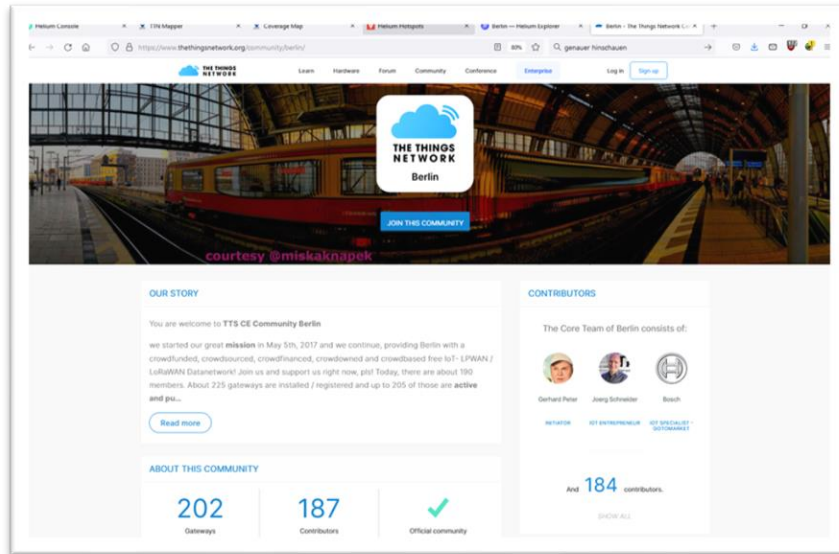 Helium Console
TTN Mapper
Coverage Map
Helium Hotspots
Berlin — Helium Explorer
Berlin - The Things Network C
https://www.thethingsnetwork.org/community/berlin/
80%
genauer hinschauen
THE THINGS
NETWORK
Learn
Hardware
Forum
Community
Conference
Enterprise
Log in
Sign up
THE THINGS
NETWORK
Berlin
JOIN THIS COMMUNITY
courtesy @miskaknapek
OUR STORY
You are welcome to TTS CE Community Berlin
we started our great mission in May 5th, 2017 and we continue, providing Berlin with a
crowdfunded, crowdsourced, crowdfinanced, crowdowned and crowdbased free IoT- LPWAN /
LoRaWAN Datanetwork! Join us and support us right now, pls! Today, there are about 190
members. About 225 gateways are installed / registered and up to 205 of those are active
and pu...
Read more
ABOUT THIS COMMUNITY
202
Gateways
187
Contributors
Official community
CONTRIBUTORS
The Core Team of Berlin consists of:
Gerhard Peter
Joerg Schneider
Bosch
INITIATOR
IOT ENTREPRENEUR
IOT SPECIALIST -
GOTOMARKET
And 184 contributors.
SHOW ALL